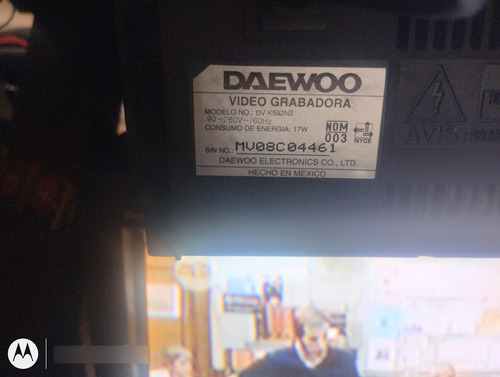 DAEWOO
VIDEO GRABADORA
MODELO NO.: DV-K592NZ
90~260V~/60Hz
CONSUMO DE ENERGIA: 17W
NOM
003
NYCE
S/N NO.: MV08C04461
DAEWOO ELECTRONICS CO., LTD.
HECHO EN MEXICO
AVIS